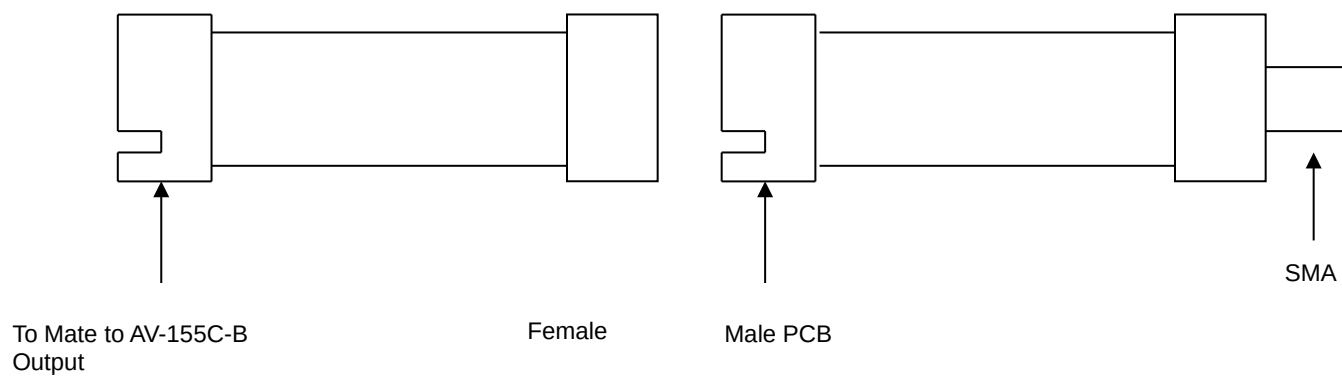 SMA
To Mate to AV-155C-B
Output
Female
Male PCB